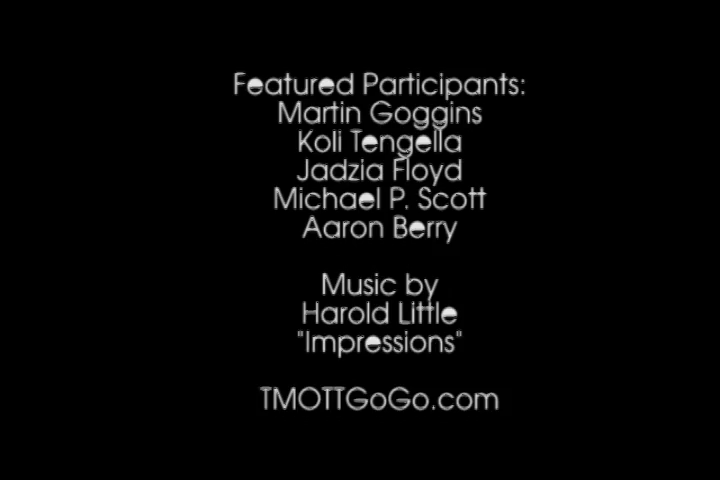 Featured Participants:
Martin Goggins
Koli Tengella
Jadzia Floyd
Michael P. Scott
Aaron Berry
Music by
Harold Little
"Impressions"
TMOTTGoGo.com